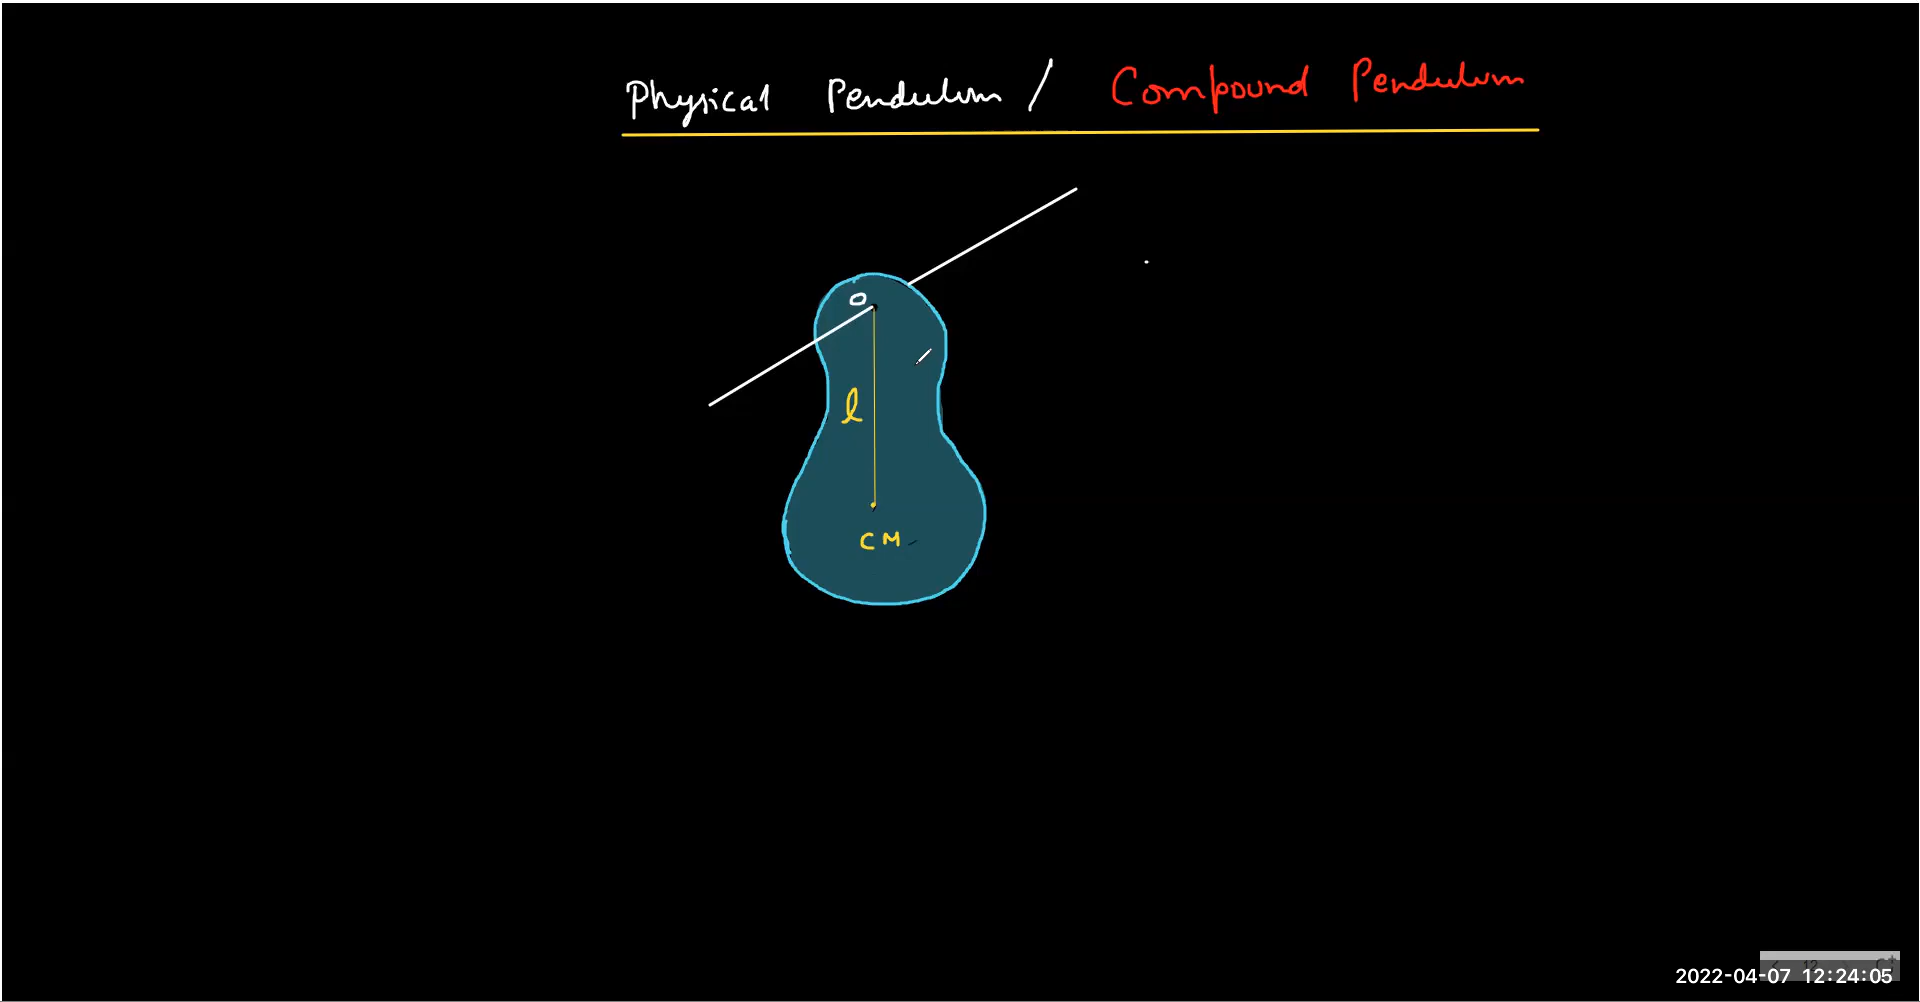 Physical Pendulum / Compound Pendulum
O
l
CM
2022-04-07 12:24:05